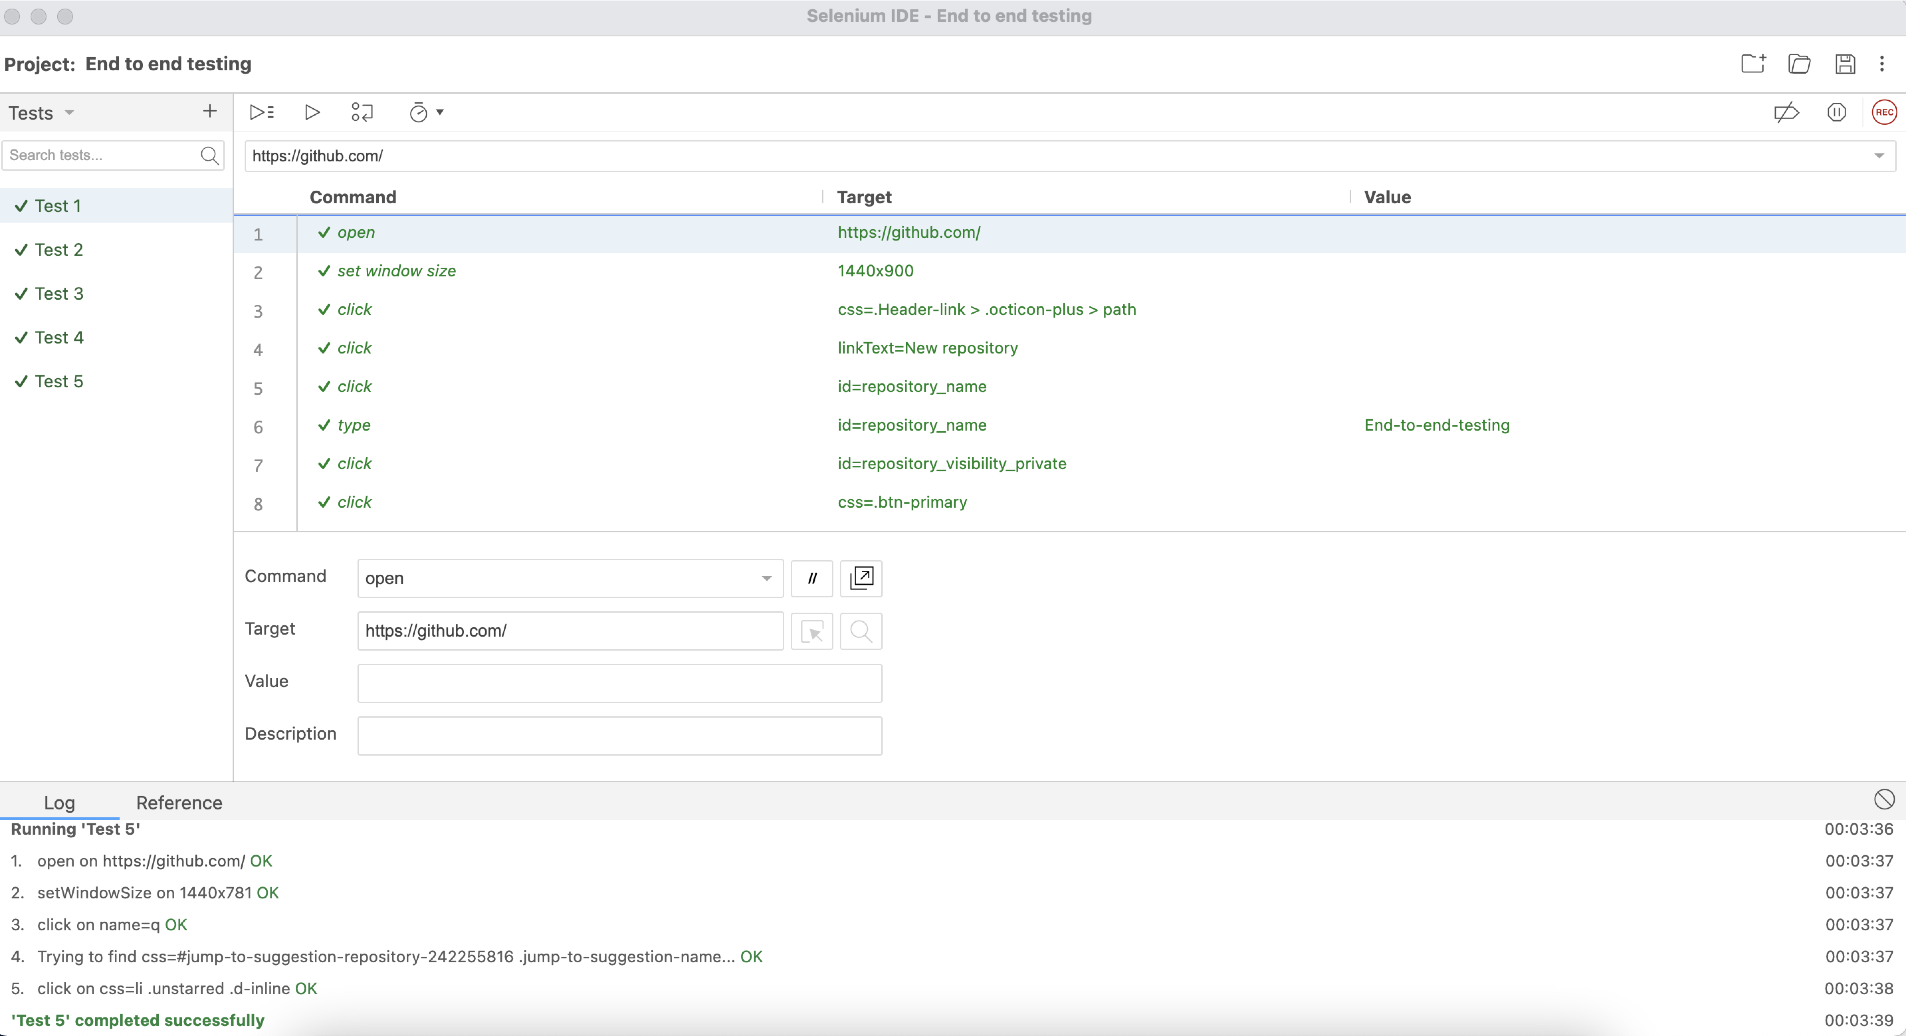 Selenium IDE - End to end testing
Project: End to end testing
Tests
REC
Search tests...
https://github.com/
Command Target Value
Test 1
Test 2
Test 3
Test 4
Test 5
1 open https://github.com/
2 set window size 1440x900
3 click css=.Header-link > .octicon-plus > path
4 click linkText=New repository
5 click id=repository_name
6 type id=repository_name End-to-end-testing
7 click id=repository_visibility_private
8 click css=.btn-primary
Command open //
Target https://github.com/
Value
Description
Log Reference
Running 'Test 5' 00:03:36
1. open on https://github.com/ OK 00:03:37
2. setWindowSize on 1440x781 OK 00:03:37
3. click on name=q OK 00:03:37
4. Trying to find css=#jump-to-suggestion-repository-242255816 .jump-to-suggestion-name... OK 00:03:37
5. click on css=li .unstarred .d-inline OK 00:03:38
'Test 5' completed successfully 00:03:39